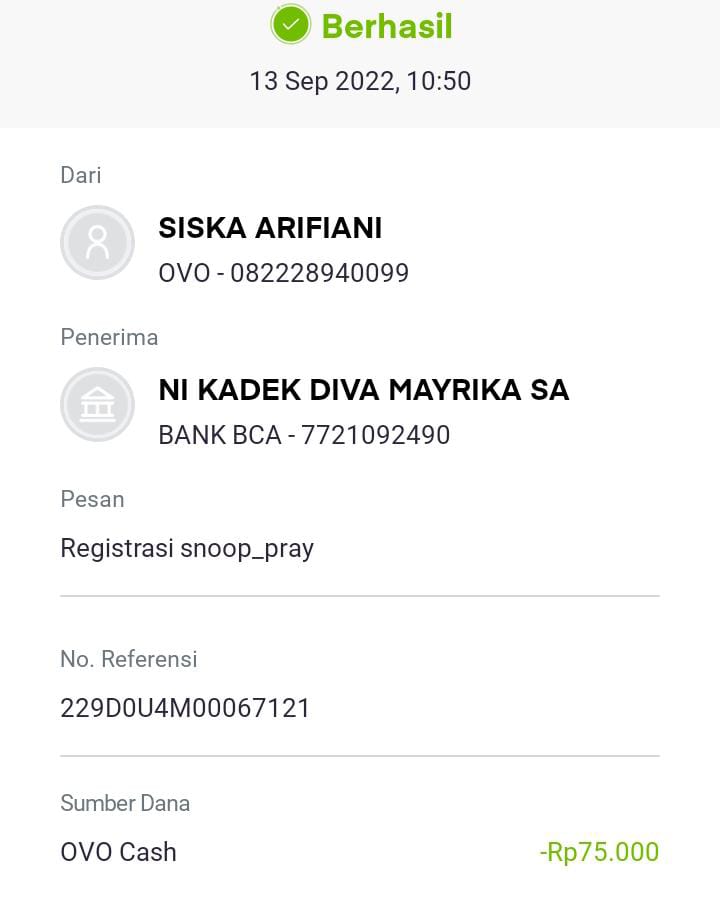 Berhasil
13 Sep 2022, 10:50
Dari
SISKA ARIFIANI
OVO - 082228940099
Penerima
NI KADEK DIVA MAYRIKA SA
BANK BCA - 7721092490
Pesan
Registrasi snoop_pray
No. Referensi
229D0U4M00067121
Sumber Dana
OVO Cash -Rp75.000